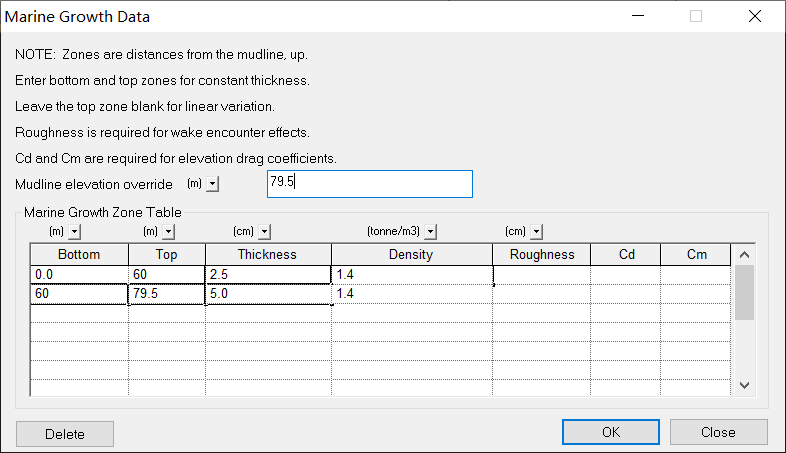 Marine Growth Data
NOTE: Zones are distances from the mudline, up.
Enter bottom and top zones for constant thickness.
Leave the top zone blank for linear variation.
Roughness is required for wake encounter effects.
Cd and Cm are required for elevation drag coefficients.
Mudline elevation override (m) 79.5
Marine Growth Zone Table
(m) (m) (cm) (tonne/m3) (cm)
Bottom Top Thickness Density Roughness Cd Cm
0.0 60 2.5 1.4
60 79.5 5.0 1.4
Delete OK Close